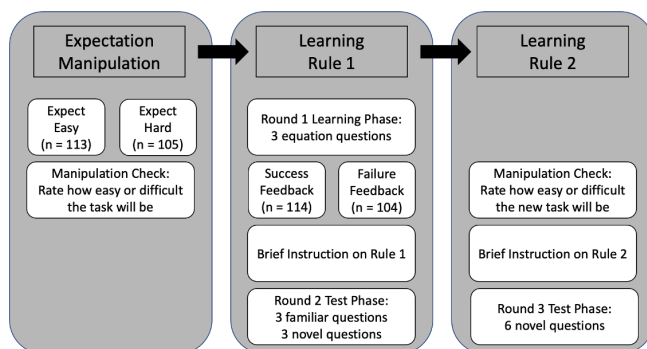 Expectation
Manipulation
Expect
Easy
(n = 113)
Expect
Hard
(n = 105)
Manipulation Check:
Rate how easy or difficult
the task will be
Learning
Rule 1
Round 1 Learning Phase:
3 equation questions
Success
Feedback
(n = 114)
Failure
Feedback
(n = 104)
Brief Instruction on Rule 1
Round 2 Test Phase:
3 familiar questions
3 novel questions
Learning
Rule 2
Manipulation Check:
Rate how easy or difficult
the new task will be
Brief Instruction on Rule 2
Round 3 Test Phase:
6 novel questions